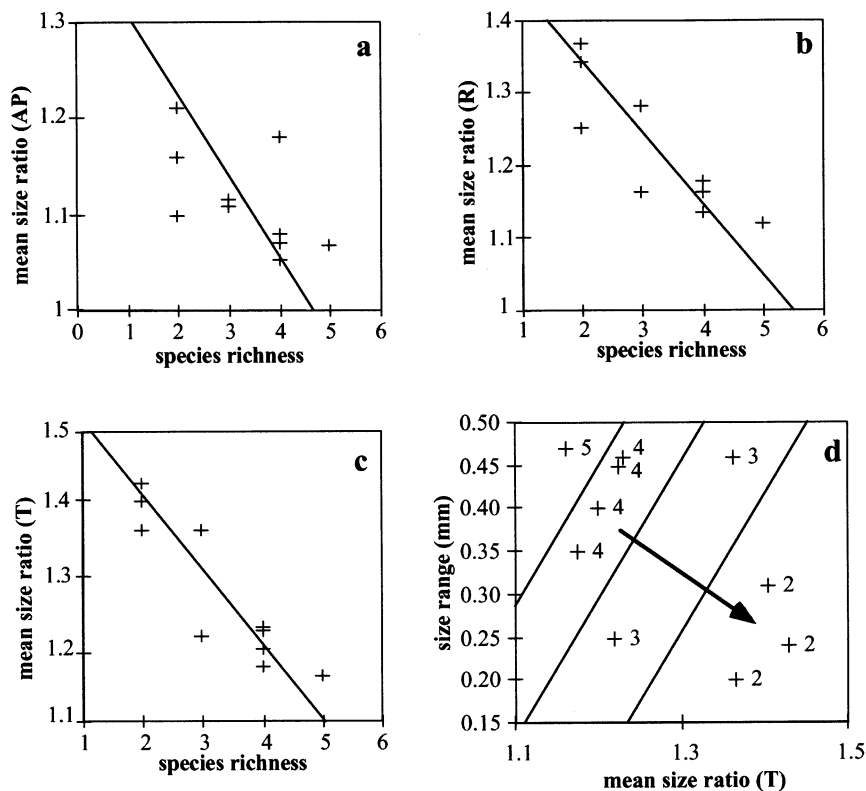 a
1.3
1.2
1.1
1
0 1 2 3 4 5 6
mean size ratio (AP)
species richness
b
1.4
1.3
1.2
1.1
1
1 2 3 4 5 6
mean size ratio (R)
species richness
c
1.5
1.4
1.3
1.2
1.1
1 2 3 4 5 6
mean size ratio (T)
species richness
d
0.50
0.45
0.40
0.35
0.30
0.25
0.20
0.15
5
4
4
3
4
4
2
3
2
2
1.1 1.3 1.5
size range (mm)
mean size ratio (T)